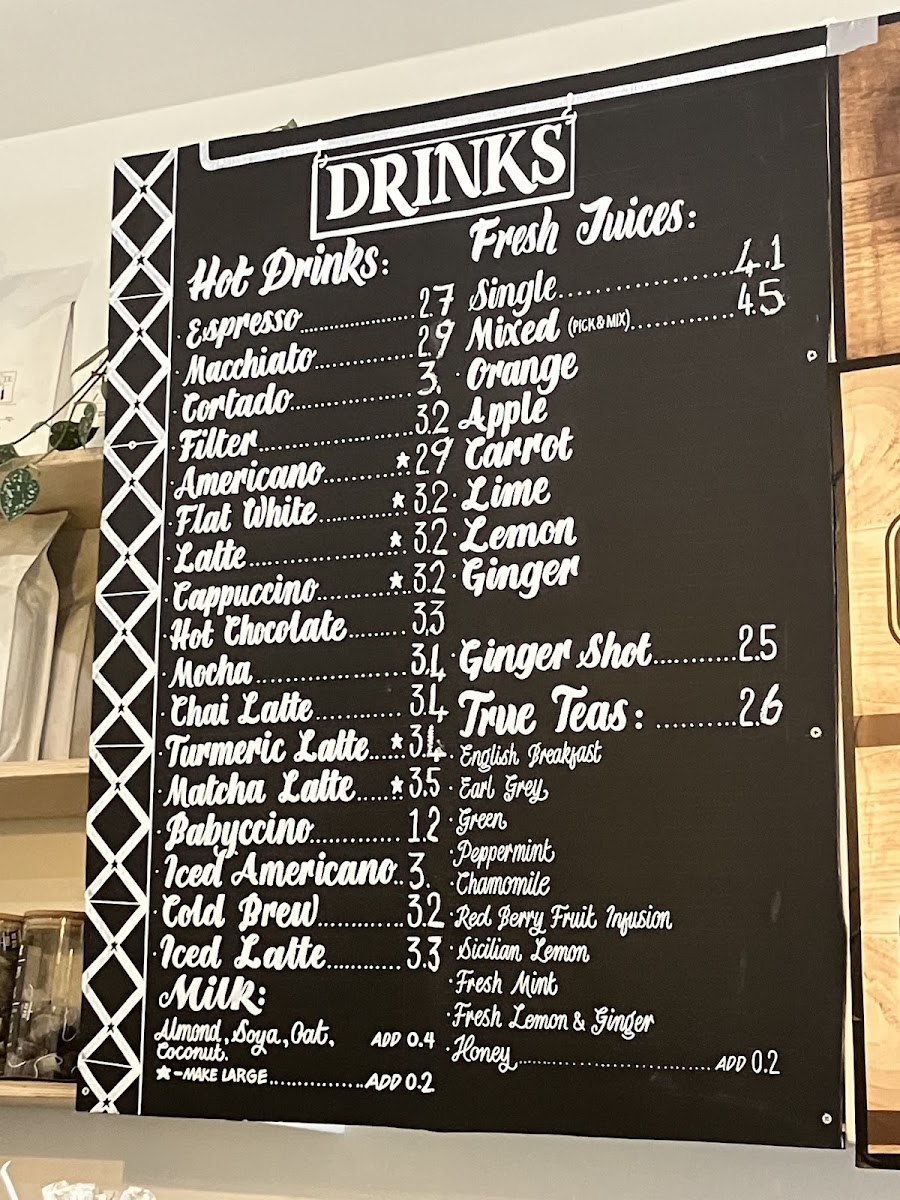 DRINKS
Hot Drinks:
· Espresso.................... 2.7
· Macchiato................. 2.9
· Cortado...................... 3.
· Filter........................... 3.2
· Americano............★ 2.9
· Flat White............★ 3.2
· Latte.......................★ 3.2
· Cappuccino............★ 3.2
· Hot Chocolate........ 3.3
· Mocha....................... 3.4
· Chai Latte............... 3.4
· Turmeric Latte...★ 3.4
· Matcha Latte......★ 3.5
· Babyccino................ 1.2
· Iced Americano.. 3.
· Cold Brew............... 3.2
· Iced Latte............... 3.3
Milk:
Almond, Soya, Oat,
Coconut. ADD 0.4
★ - MAKE LARGE................ADD 0.2
Fresh Juices:
Single........................ 4.1
Mixed (PICK & MIX)............... 4.5
· Orange
· Apple
· Carrot
· Lime
· Lemon
· Ginger
· Ginger Shot.......... 2.5
True Teas: ......... 2.6
· English Breakfast
· Earl Grey
· Green
· Peppermint
· Chamomile
· Red Berry Fruit Infusion
· Sicilian Lemon
· Fresh Mint
· Fresh Lemon & Ginger
· Honey............................ ADD 0.2